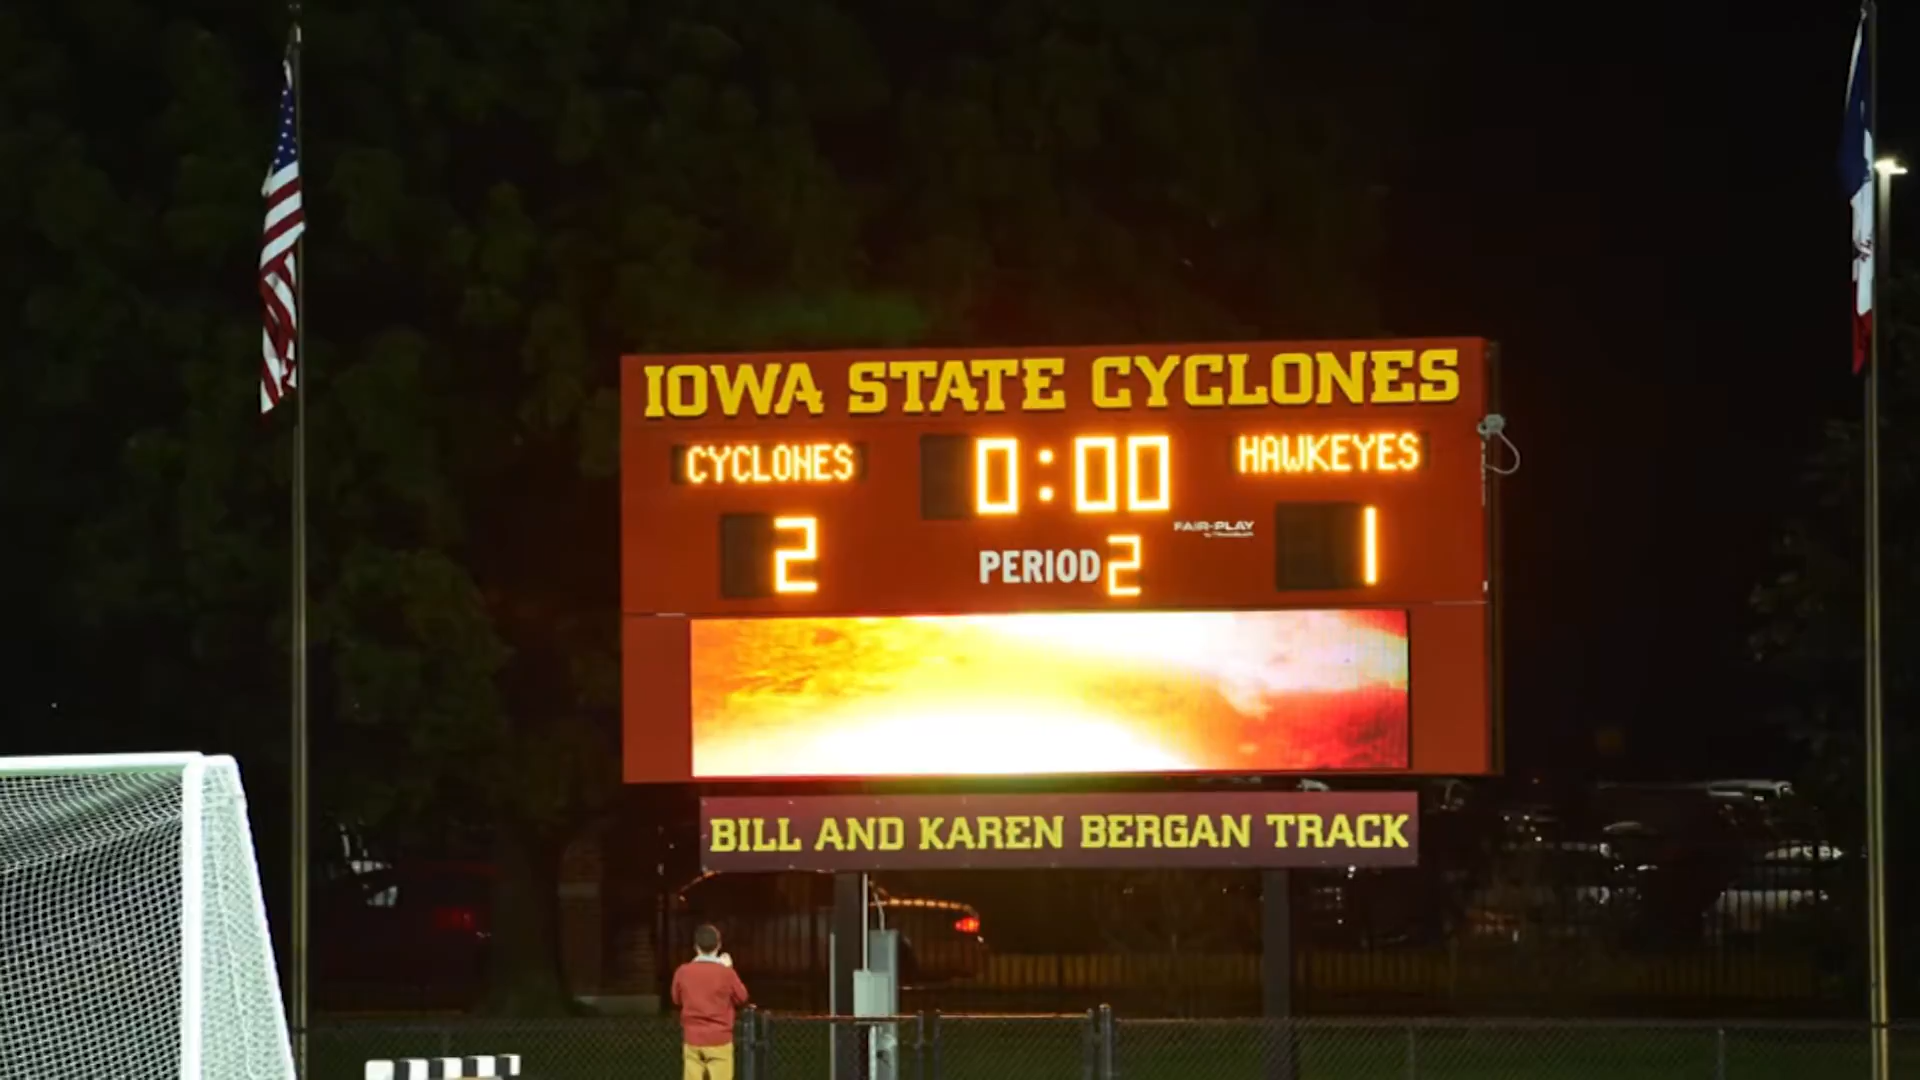 IOWA STATE CYCLONES
CYCLONES 0:00 HAWKEYES
2 PERIOD 2 1
FAIR-PLAY
BILL AND KAREN BERGAN TRACK